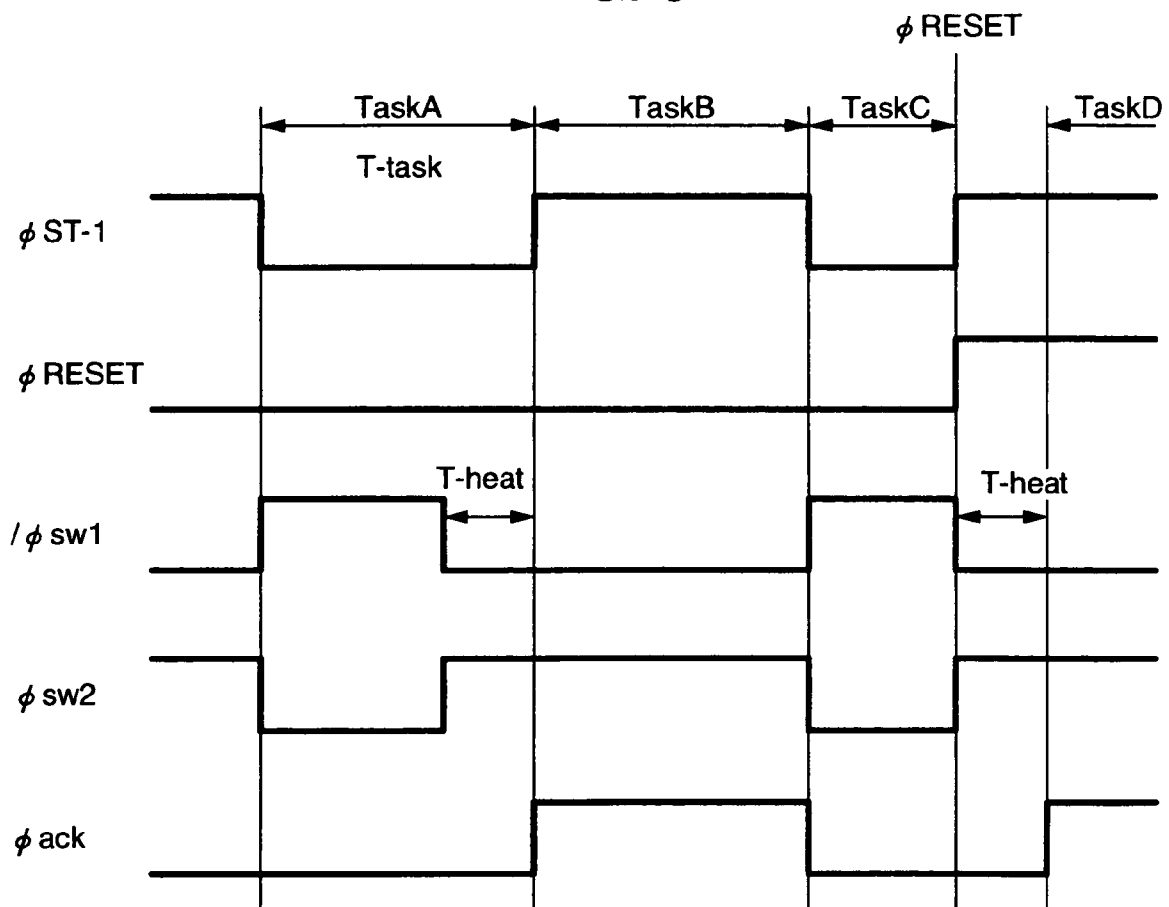 ϕ RESET
TaskA TaskB TaskC TaskD
T-task
ϕ ST-1
ϕ RESET
T-heat T-heat
/ϕ sw1
ϕ sw2
ϕ ack